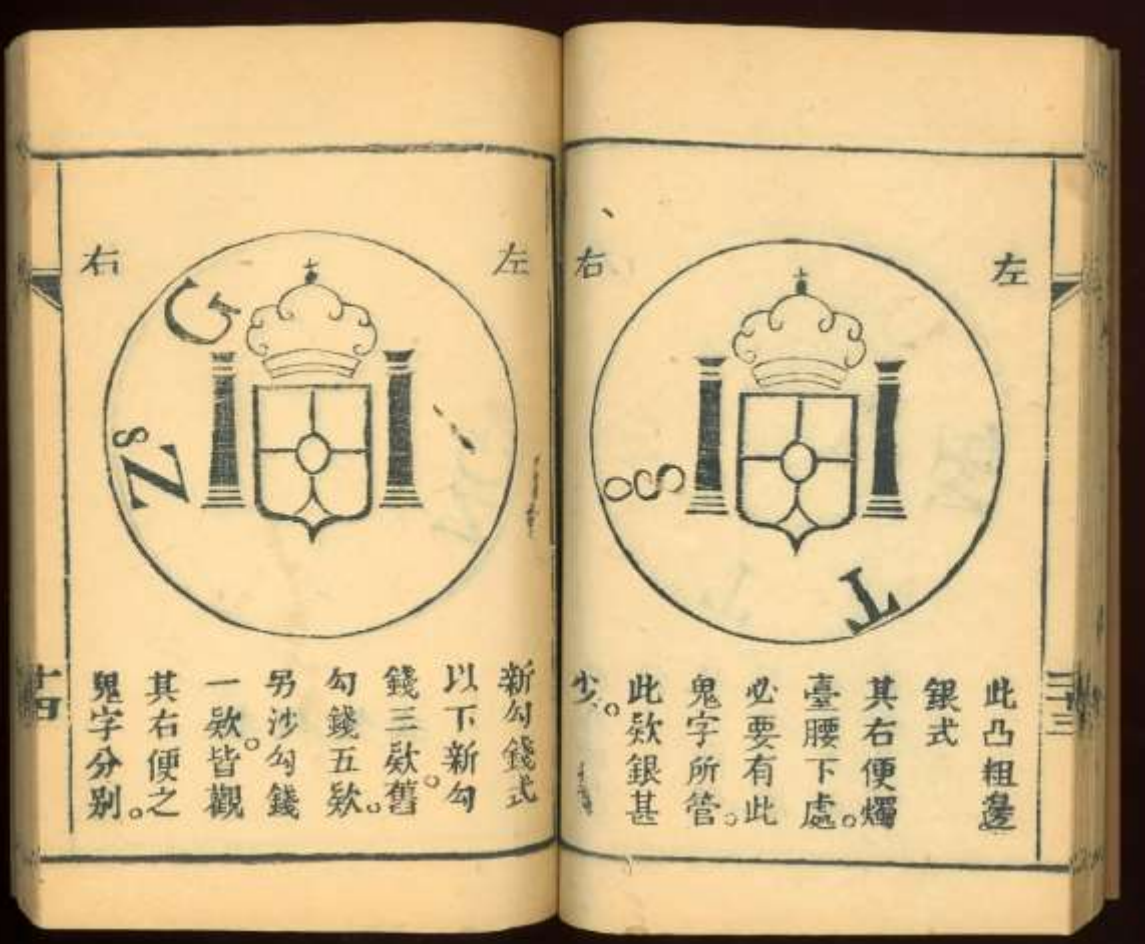 左
右
8
T
此凸粗邊
銀式
其右便燭
臺腰下處。
必要有此
鬼字所管。
此欵銀甚
少。
左
右
G
8
Z
新勾錢式
以下新勾
錢三欵。舊
勾錢五欵。
另沙勾錢
一欵。皆觀
其右便之
鬼字分别。